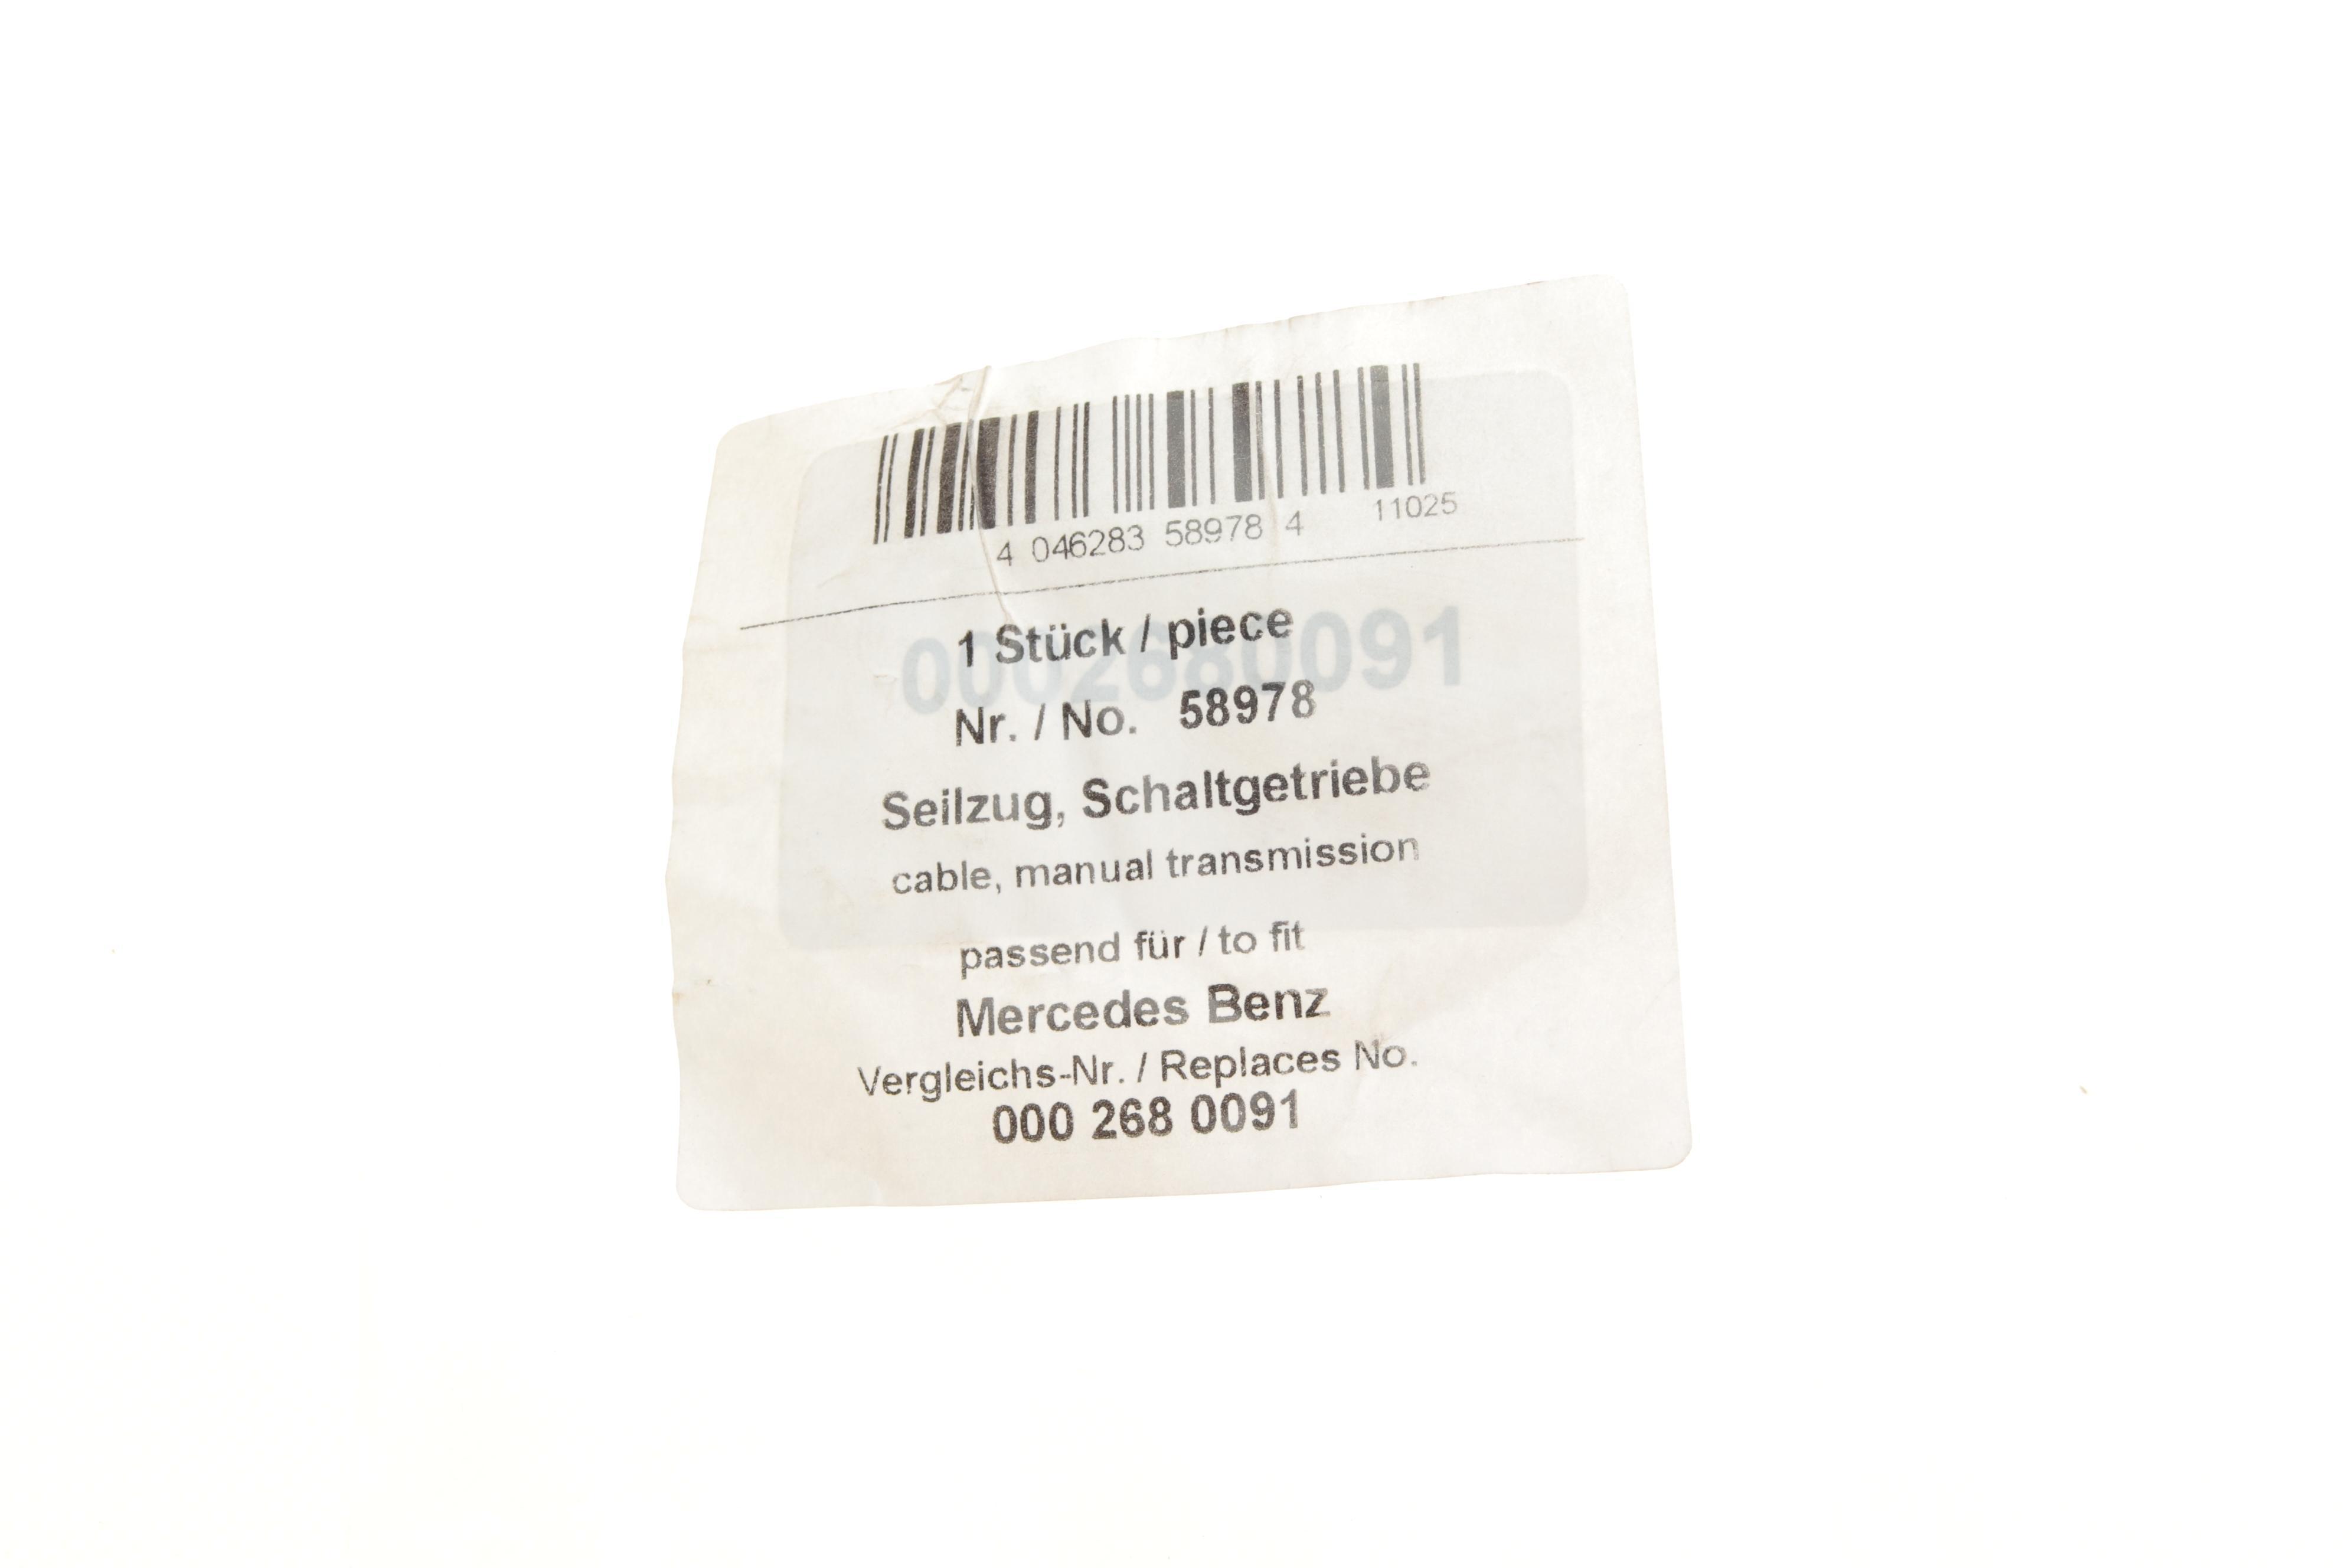 4 046283 58978 4 11025
1 Stück / piece
0002680091
Nr. / No. 58978
Seilzug, Schaltgetriebe
cable, manual transmission
passend für / to fit
Mercedes Benz
Vergleichs-Nr. / Replaces No.
000 268 0091